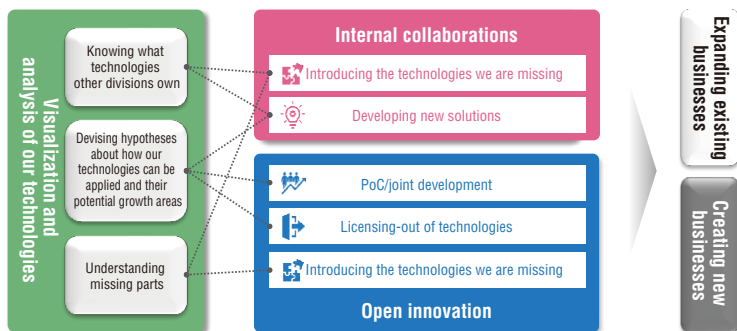 Visualization and
analysis of our technologies
Knowing what
technologies
other divisions own
Devising hypotheses
about how our
technologies can be
applied and their
potential growth areas
Understanding
missing parts
Internal collaborations
Introducing the technologies we are missing
Developing new solutions
PoC/joint development
Licensing-out of technologies
Introducing the technologies we are missing
Open innovation
Expanding existing
businesses
Creating new
businesses